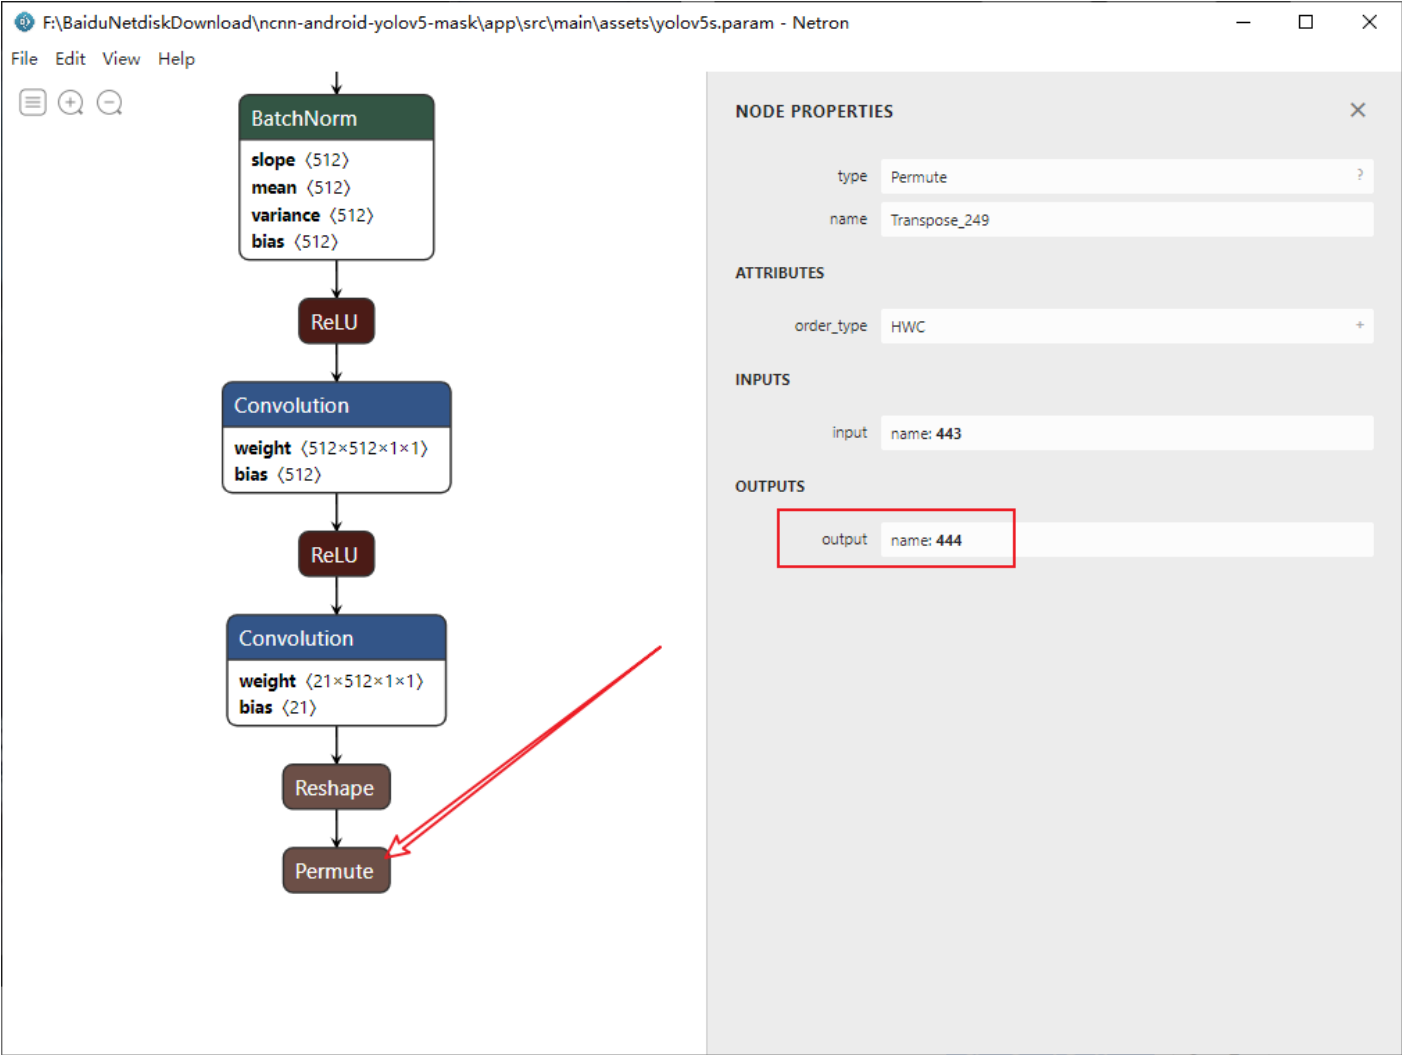 F:\BaiduNetdiskDownload\ncnn-android-yolov5-mask\app\src\main\assets\yolov5s.param - Netron
File Edit View Help
BatchNorm
slope 〈512〉
mean 〈512〉
variance 〈512〉
bias 〈512〉
ReLU
Convolution
weight 〈512×512×1×1〉
bias 〈512〉
ReLU
Convolution
weight 〈21×512×1×1〉
bias 〈21〉
Reshape
Permute
NODE PROPERTIES
type Permute ?
name Transpose_249
ATTRIBUTES
order_type HWC +
INPUTS
input name: 443
OUTPUTS
output name: 444